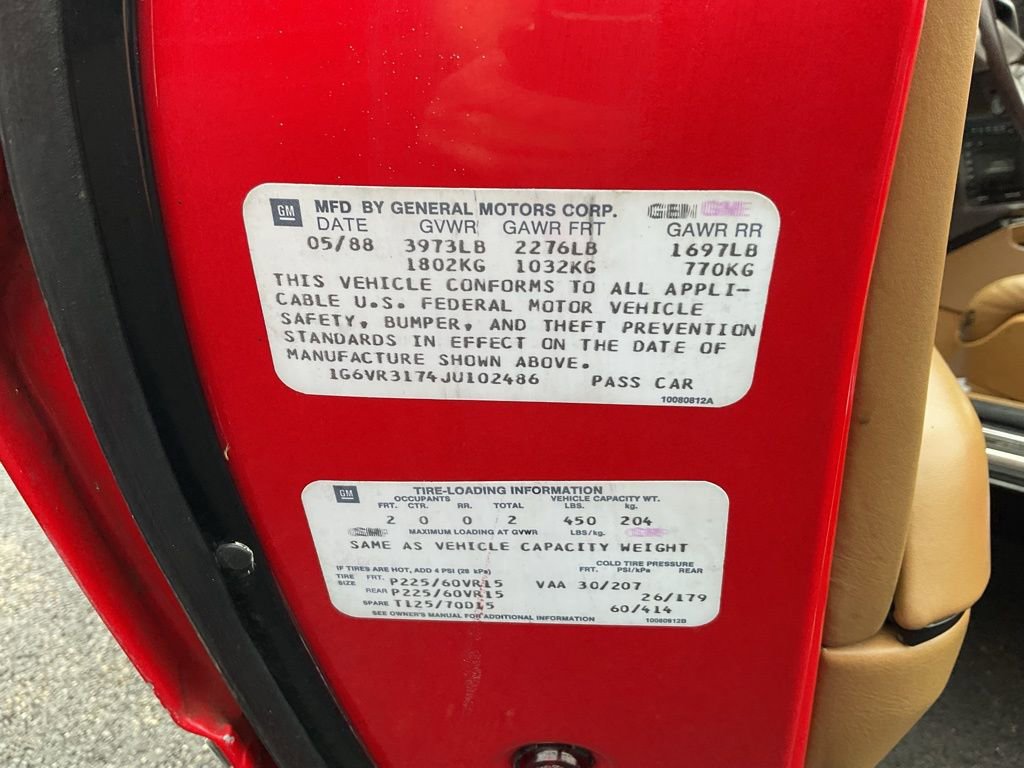 GM MFD BY GENERAL MOTORS CORP. GEN GME
DATE GVWR GAWR FRT GAWR RR
05/88 3973LB 2276LB 1697LB
1802KG 1032KG 770KG
THIS VEHICLE CONFORMS TO ALL APPLI-
CABLE U.S. FEDERAL MOTOR VEHICLE
SAFETY, BUMPER, AND THEFT PREVENTION
STANDARDS IN EFFECT ON THE DATE OF
MANUFACTURE SHOWN ABOVE.
1G6VR3174JU102486 PASS CAR
10080812A
GM TIRE-LOADING INFORMATION
OCCUPANTS VEHICLE CAPACITY WT.
FRT. CTR. RR. TOTAL LBS. kg.
2 0 0 2 450 204
MAXIMUM LOADING AT GVWR LBS/kg.
SAME AS VEHICLE CAPACITY WEIGHT
COLD TIRE PRESSURE
IF TIRES ARE HOT, ADD 4 PSI (28 kPa) FRT. PSI/kPa REAR
TIRE SIZE FRT. P225/60VR15 VAA 30/207
REAR P225/60VR15 26/179
SPARE T125/70D15 60/414
SEE OWNER'S MANUAL FOR ADDITIONAL INFORMATION 10080812B